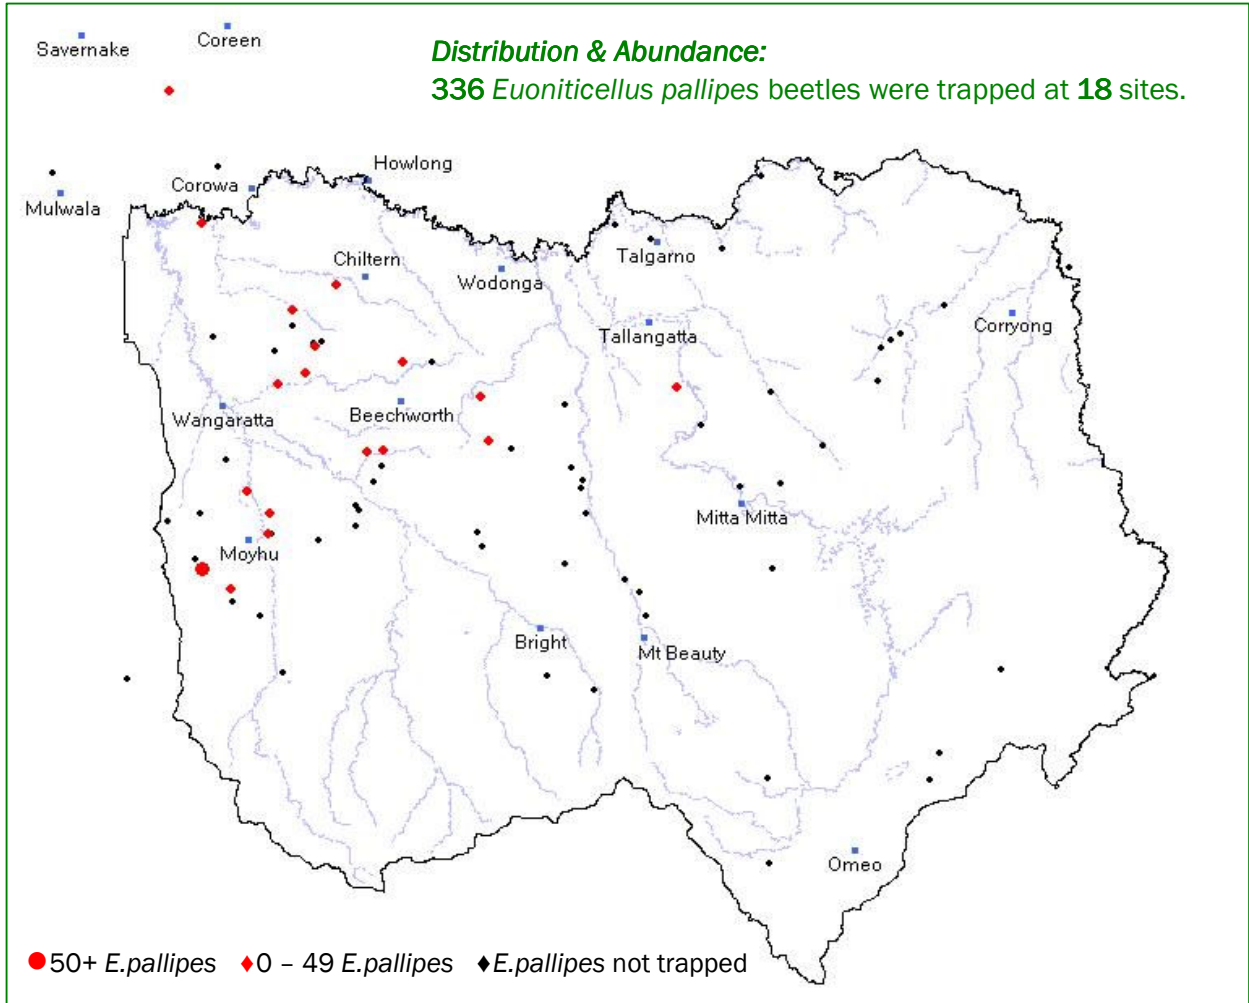 Distribution & Abundance:
336 Euoniticellus pallipes beetles were trapped at 18 sites.
Savernake
Coreen
Mulwala
Corowa
Howlong
Chiltern
Wodonga
Talgarno
Tallangatta
Corryong
Wangaratta
Beechworth
Mitta Mitta
Moyhu
Bright
Mt Beauty
Omeo
50+ E.pallipes 0 – 49 E.pallipes E.pallipes not trapped